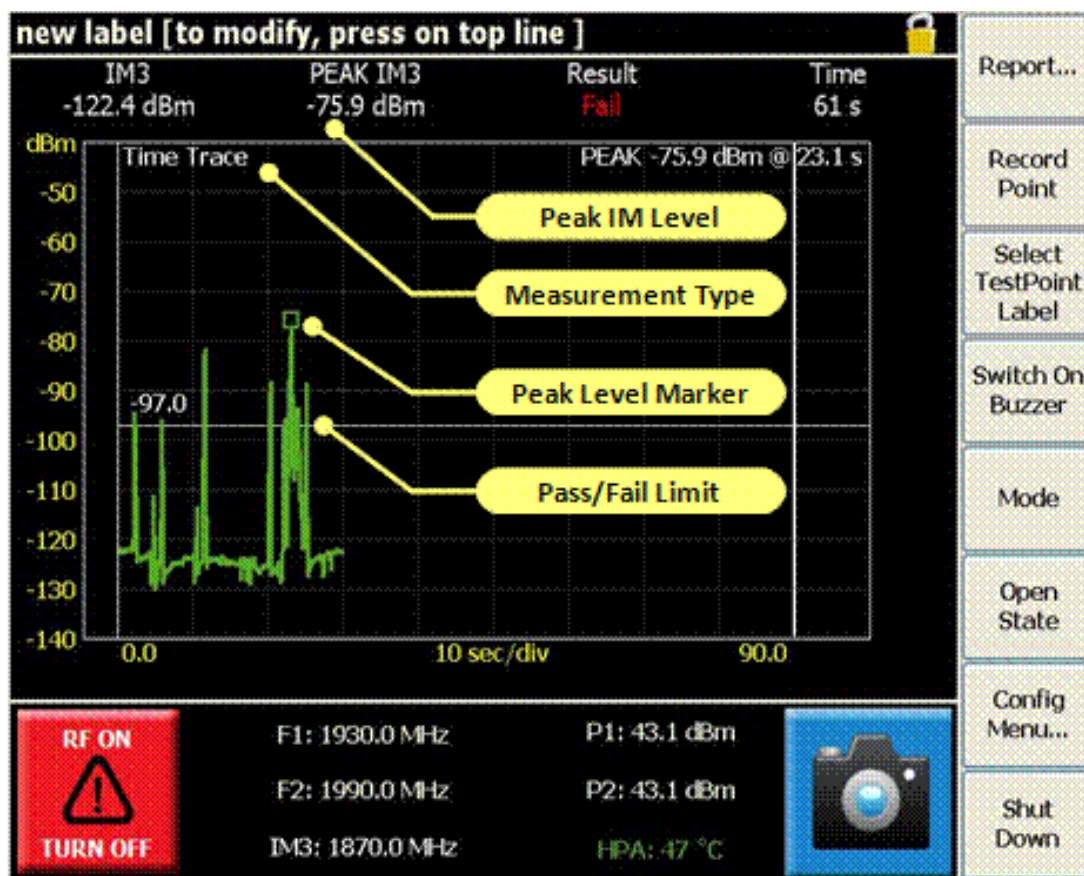 new label [to modify, press on top line ]
IM3
PEAK IM3
Result
Time
-122.4 dBm
-75.9 dBm
Fail
61 s
dBm
Time Trace
PEAK -75.9 dBm @ 23.1 s
-50
-60
-70
-80
-90
-100
-110
-120
-130
-140
-97.0
Peak IM Level
Measurement Type
Peak Level Marker
Pass/Fail Limit
0.0
10 sec/div
90.0
RF ON
TURN OFF
F1: 1930.0 MHz
P1: 43.1 dBm
F2: 1990.0 MHz
P2: 43.1 dBm
IM3: 1870.0 MHz
HPA: 47 °C
Report...
Record
Point
Select
TestPoint
Label
Switch On
Buzzer
Mode
Open
State
Config
Menu...
Shut
Down